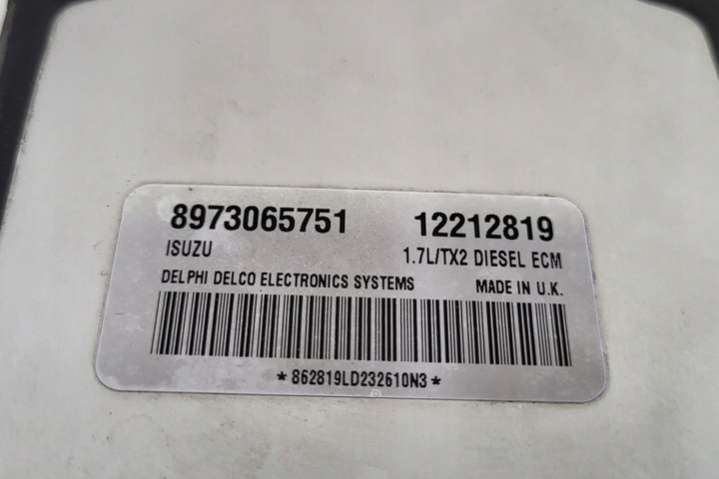 8973065751 12212819
ISUZU 1.7L/TX2 DIESEL ECM
DELPHI DELCO ELECTRONICS SYSTEMS MADE IN U.K.
*862819LD232610N3*